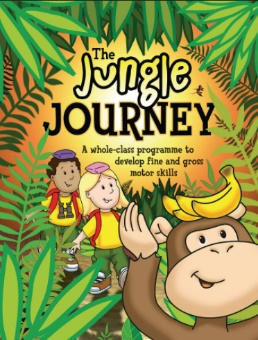 The
Jungle
JOURNEY
A whole-class programme to
develop fine and gross
motor skills
H